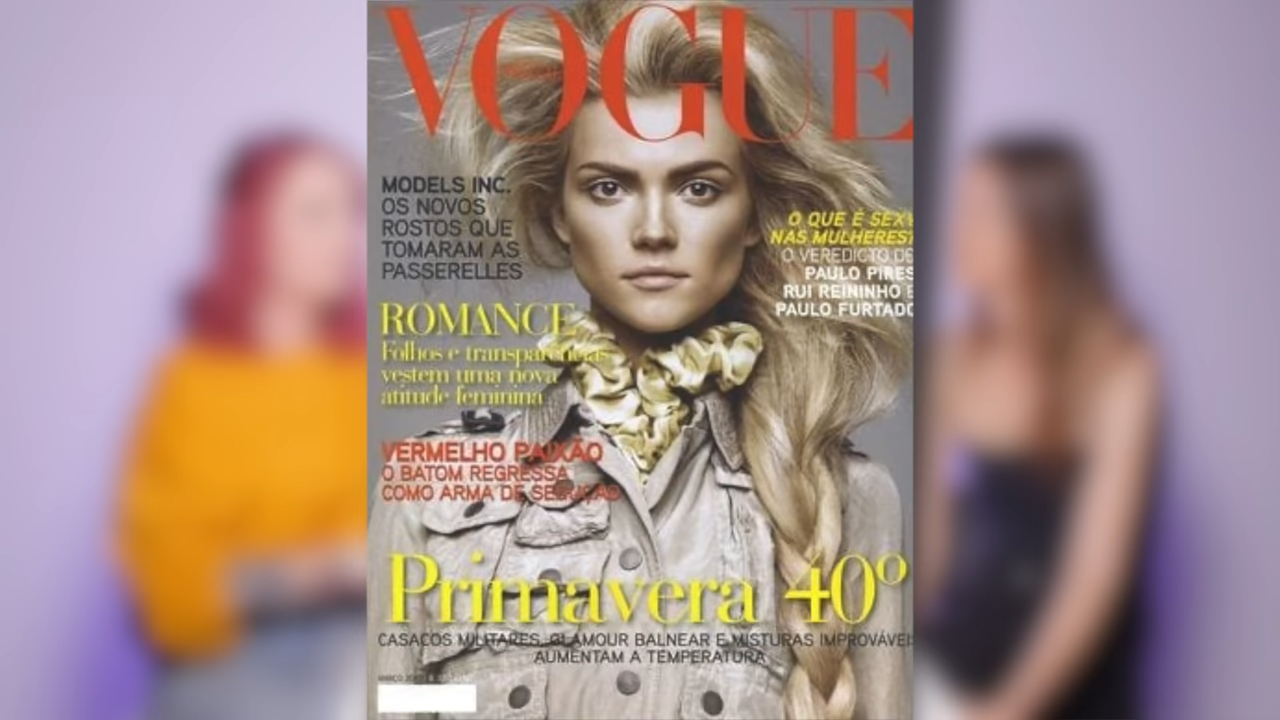 VOGUE
MODELS INC.
OS NOVOS
ROSTOS QUE
TOMARAM AS
PASSERELLES
O QUE É SEXY
NAS MULHERES?
O VEREDICTO DE
PAULO PIRES
RUI REININHO E
PAULO FURTADO
ROMANCE
Folhos e transparências
vestem uma nova
atitude feminina
VERMELHO PAIXÃO
O BATOM REGRESSA
COMO ARMA DE SEDUÇÃO
Primavera 40º
CASACOS MILITARES, GLAMOUR BALNEAR E MISTURAS IMPROVÁVEIS
AUMENTAM A TEMPERATURA
MARÇO